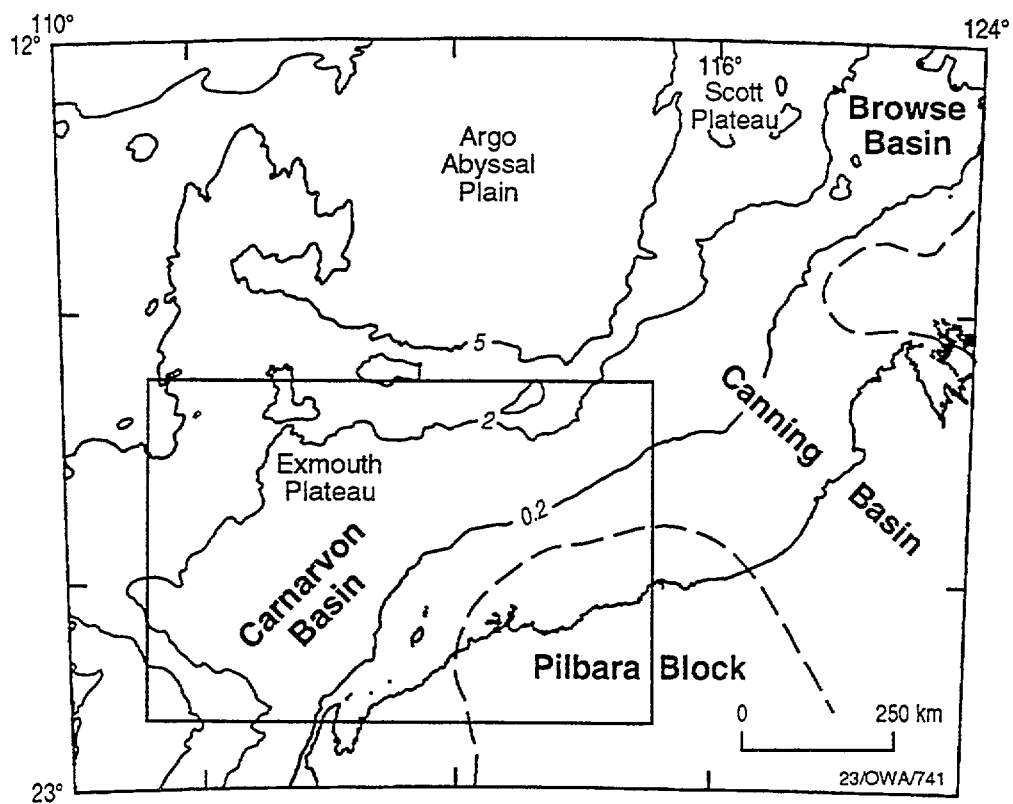 110°
124°
12°
116°
Scott
Plateau
Browse
Basin
Argo
Abyssal
Plain
5
2
Canning
Basin
Exmouth
Plateau
0.2
Carnarvon
Basin
Pilbara Block
0 250 km
23°
23/OWA/741